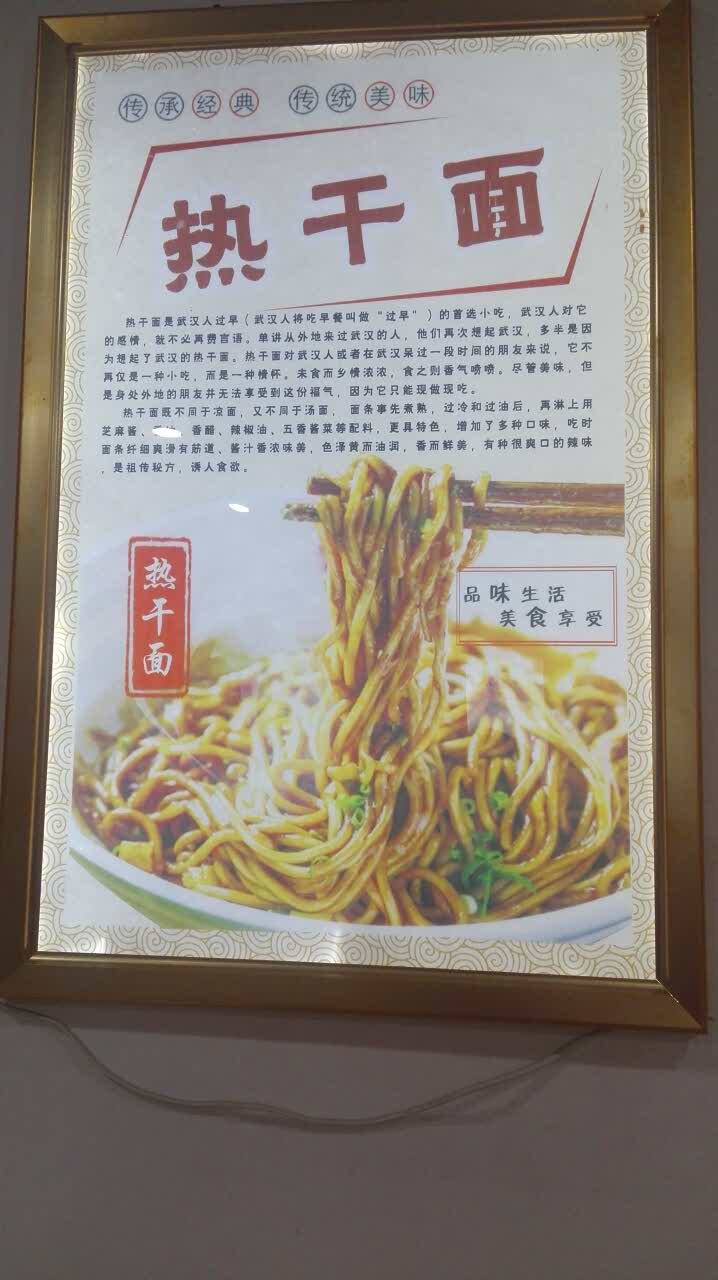 传承经典 传统美味
热干面
热干面是武汉人过早(武汉人将吃早餐叫做“过早”)的首选小吃,武汉人对它
的感情,就不必再费言语。单讲从外地来过武汉的人,他们再次想起武汉,多半是因
为想起了武汉的热干面。热干面对武汉人或者在武汉呆过一段时间的朋友来说,它不
再仅是一种小吃,而是一种情怀。未食而乡情浓浓,食之则香气喷喷。尽管美味,但
是身处外地的朋友并无法享受到这份福气,因为它只能现做现吃。
热干面既不同于凉面,又不同于汤面,面条事先煮熟,过冷和过油后,再淋上用
芝麻酱、香醋、辣椒油、五香酱菜等配料,更具特色,增加了多种口味,吃时
面条纤细爽滑有筋道、酱汁香浓味美,色泽黄而油润,香而鲜美,有种很爽口的辣味
,是祖传秘方,诱人食欲。
热干面
品味生活
美食享受